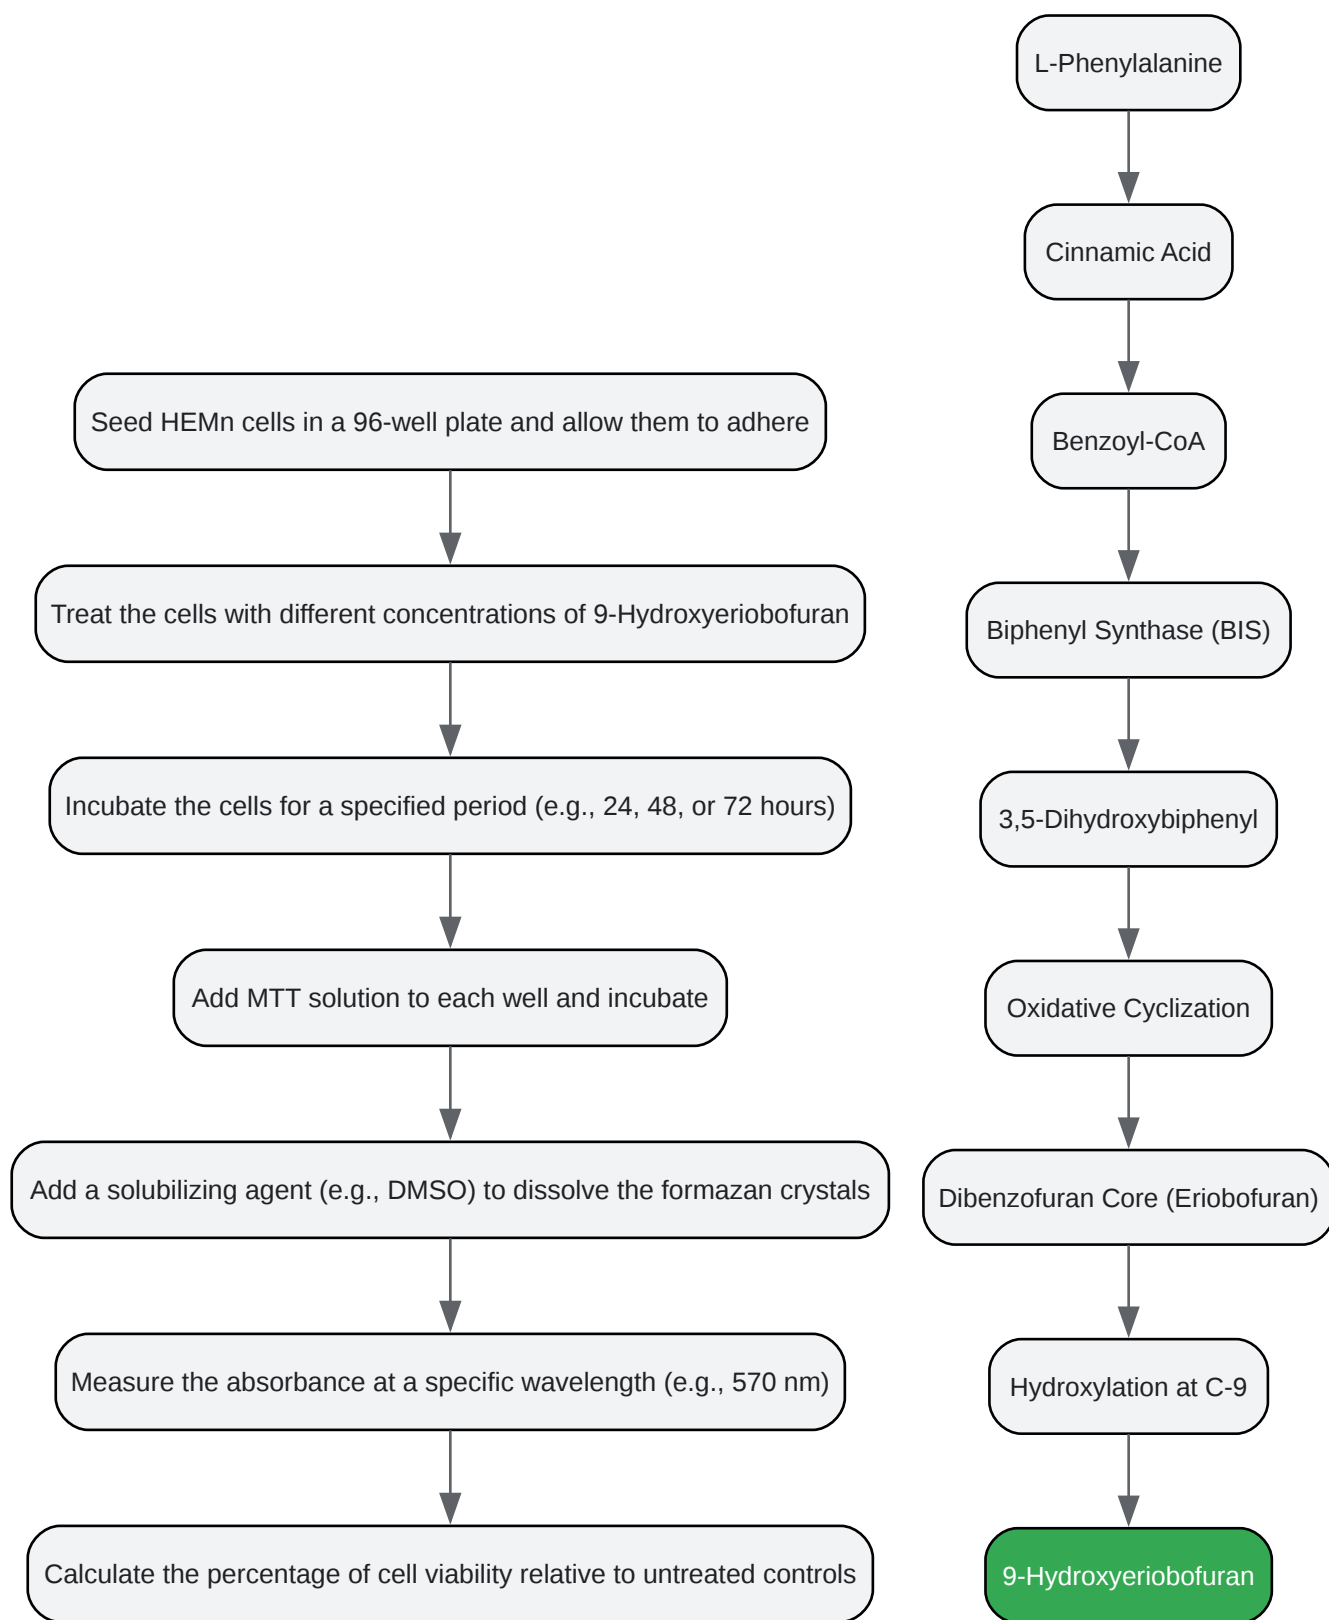 Seed HEMn cells in a 96-well plate and allow them to adhere
Treat the cells with different concentrations of 9-Hydroxyeriobofuran
Incubate the cells for a specified period (e.g., 24, 48, or 72 hours)
Add MTT solution to each well and incubate
Add a solubilizing agent (e.g., DMSO) to dissolve the formazan crystals
Measure the absorbance at a specific wavelength (e.g., 570 nm)
Calculate the percentage of cell viability relative to untreated controls
L-Phenylalanine
Cinnamic Acid
Benzoyl-CoA
Biphenyl Synthase (BIS)
3,5-Dihydroxybiphenyl
Oxidative Cyclization
Dibenzofuran Core (Eriobofuran)
Hydroxylation at C-9
9-Hydroxyeriobofuran